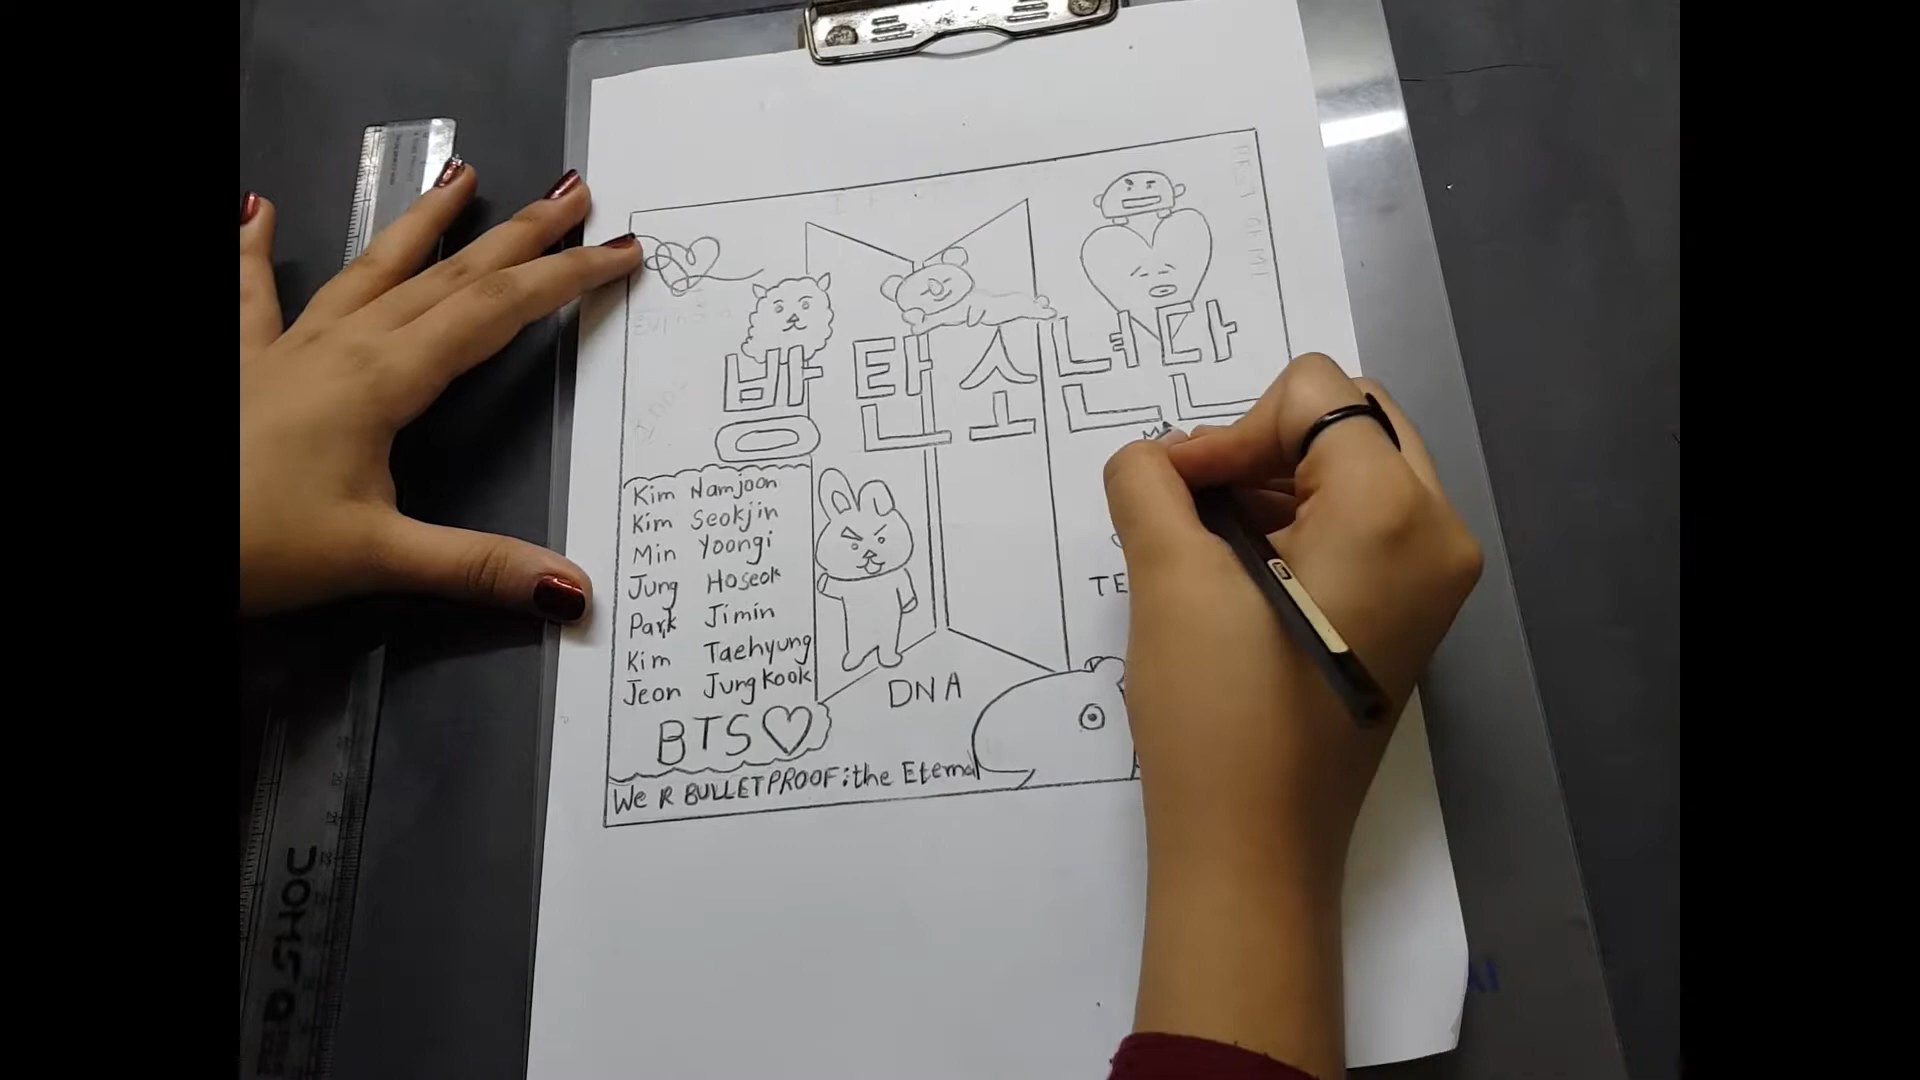 방탄소년단
Kim Namjoon
Kim Seokjin
Min Yoongi
Jung Hoseok
Park Jimin
Kim Taehyung
Jeon Jungkook
BTS
DNA
We R BULLETPROOF:the Eternal